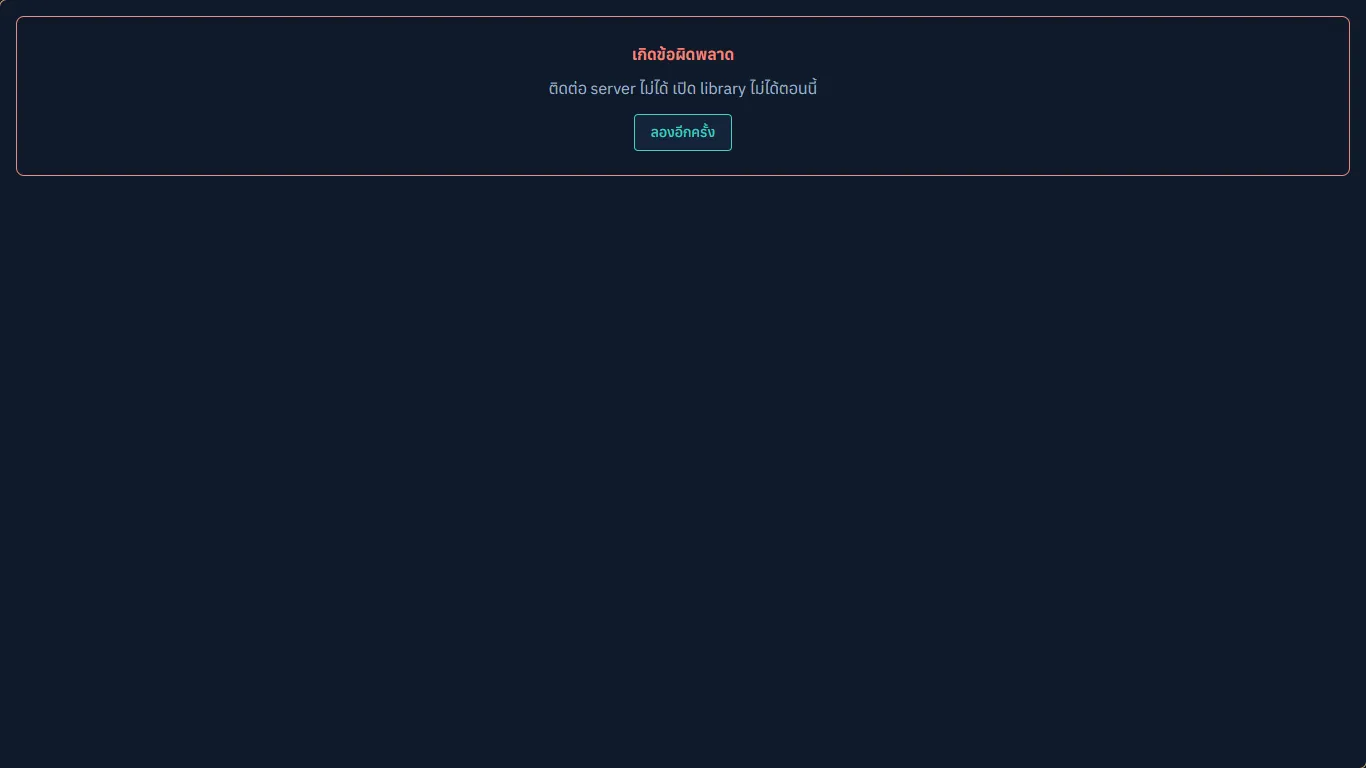 เกิดข้อผิดพลาด
ติดต่อ server ไม่ได้ เปิด library ไม่ได้ตอนนี้
ลองอีกครั้ง